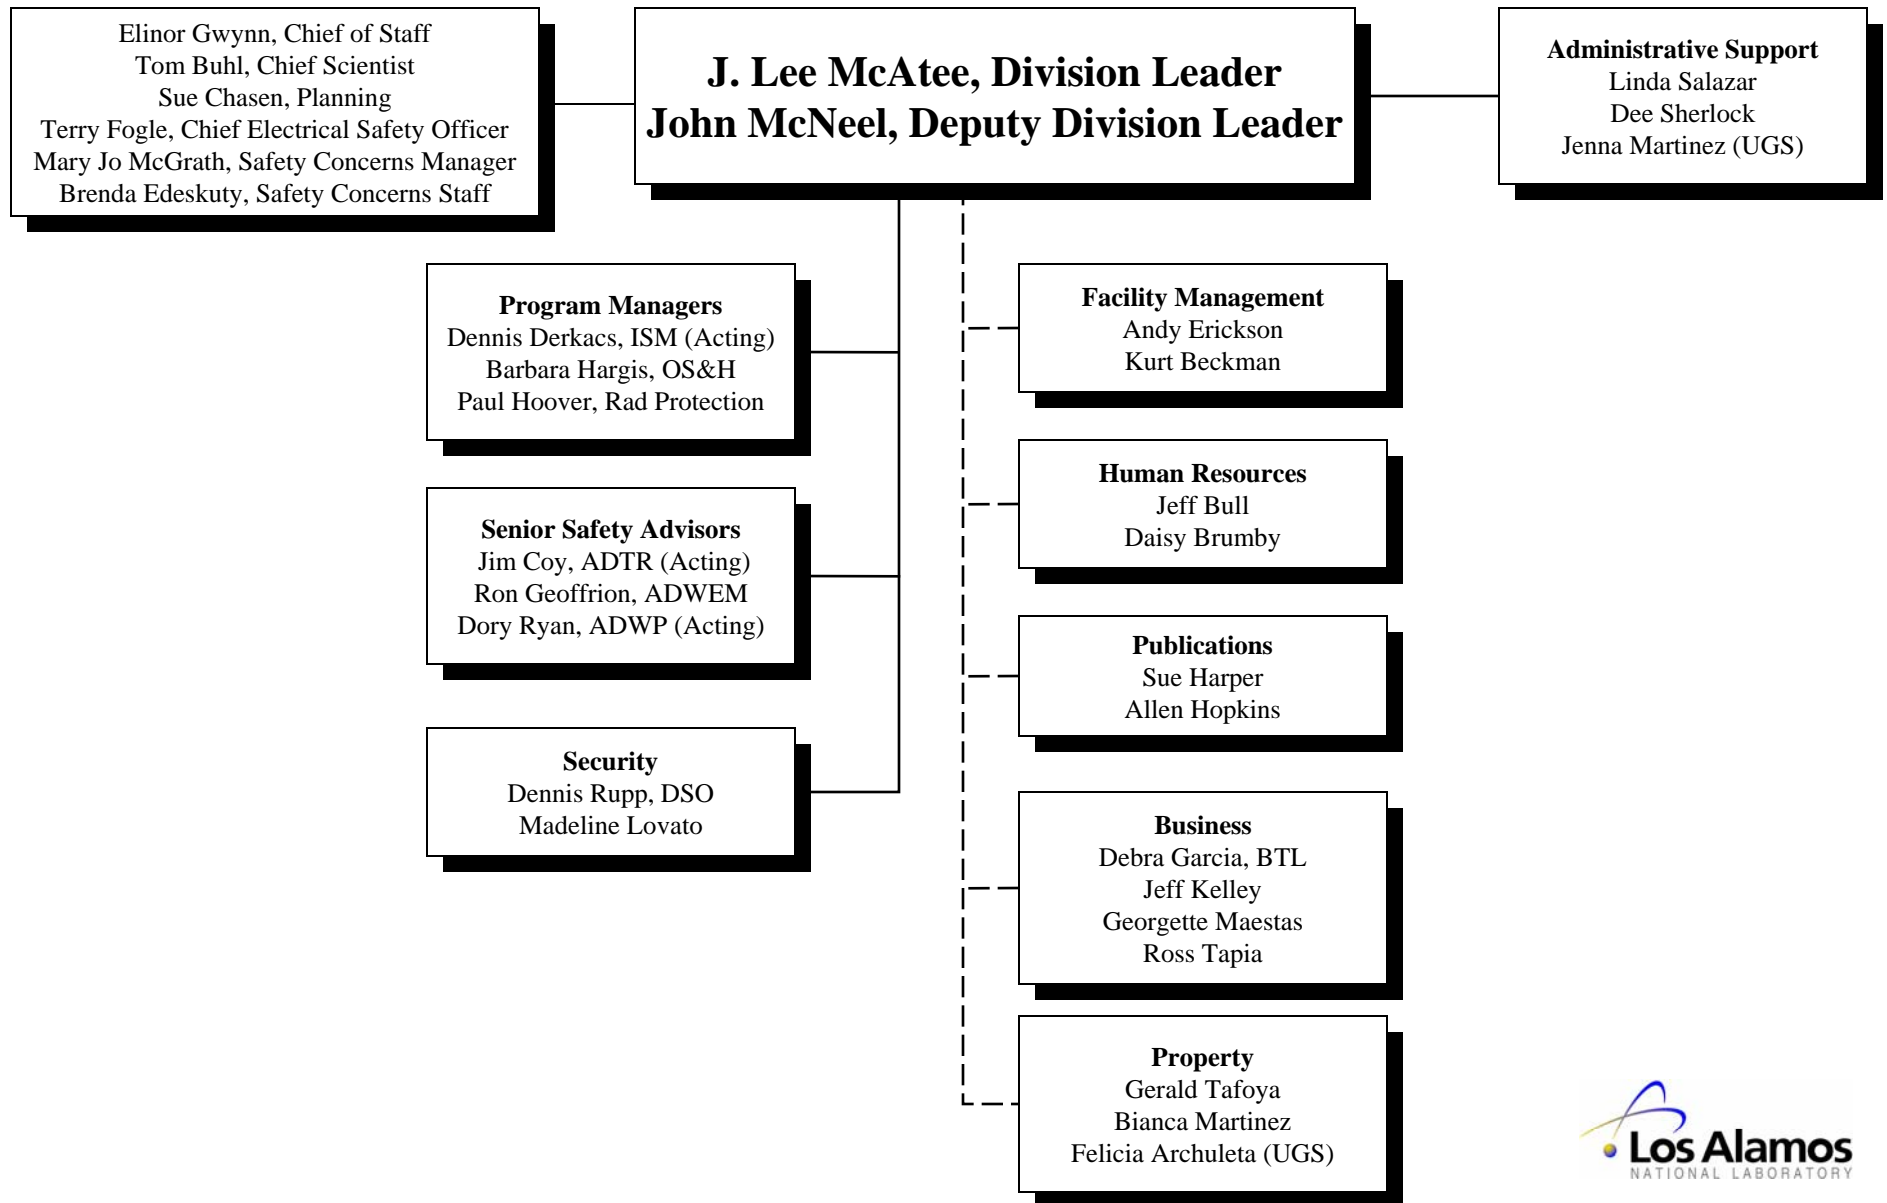 Elinor Gwynn, Chief of Staff
Tom Buhl, Chief Scientist
Sue Chasen, Planning
Terry Fogle, Chief Electrical Safety Officer
Mary Jo McGrath, Safety Concerns Manager
Brenda Edeskuty, Safety Concerns Staff
J. Lee McAtee, Division Leader
John McNeel, Deputy Division Leader
Administrative Support
Linda Salazar
Dee Sherlock
Jenna Martinez (UGS)
Program Managers
Dennis Derkacs, ISM (Acting)
Barbara Hargis, OS&H
Paul Hoover, Rad Protection
Senior Safety Advisors
Jim Coy, ADTR (Acting)
Ron Geoffrion, ADWEM
Dory Ryan, ADWP (Acting)
Security
Dennis Rupp, DSO
Madeline Lovato
Facility Management
Andy Erickson
Kurt Beckman
Human Resources
Jeff Bull
Daisy Brumby
Publications
Sue Harper
Allen Hopkins
Business
Debra Garcia, BTL
Jeff Kelley
Georgette Maestas
Ross Tapia
Property
Gerald Tafoya
Bianca Martinez
Felicia Archuleta (UGS)
Los Alamos
NATIONAL LABORATORY